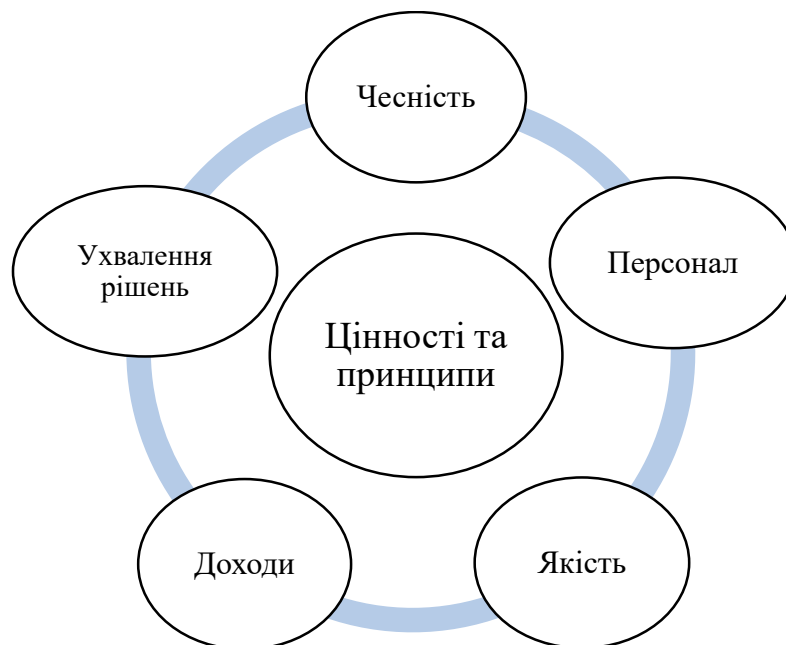 Чесність
Персонал
Ухвалення
рішень
Цінності та
принципи
Доходи
Якість